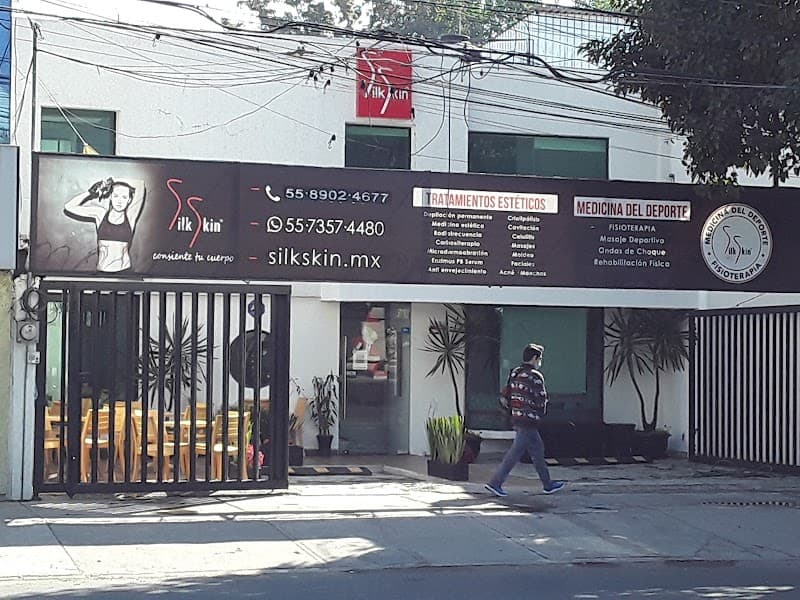 Silk Skin
Silk Skin
consiente tu cuerpo
55·8902·4677
55·7357·4480
silkskin.mx
TRATAMIENTOS ESTÉTICOS
Depilación permanente
Medicina estética
Radiofrecuencia
Carboxiterapia
Microdermoabrasión
Enzimas PB Serum
Anti envejecimiento
Criolipólisis
Cavitación
Celulitis
Masajes
Moldeo
Faciales
Acné · Manchas
MEDICINA DEL DEPORTE
FISIOTERAPIA
Masaje Deportivo
Ondas de Choque
Rehabilitación Física
MEDICINA DEL DEPORTE
Silk Skin
FISIOTERAPIA